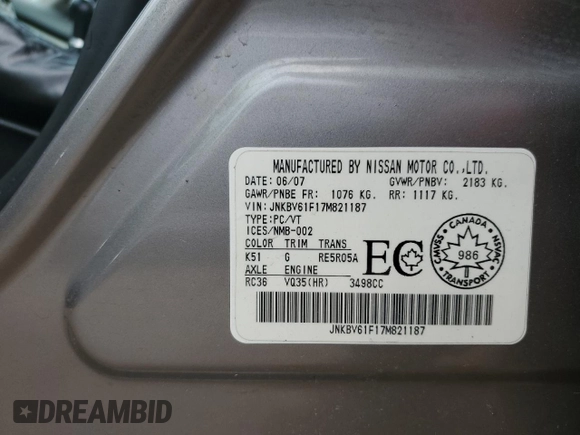 MANUFACTURED BY NISSAN MOTOR CO.,LTD.
DATE: 06/07 GVWR/PNBV: 2183 KG.
GAWR/PNBE FR: 1076 KG. RR: 1117 KG.
VIN: JNKBV61F17M821187
TYPE: PC/VT
ICES/NMB-002
COLOR TRIM TRANS
K51 G RE5R05A
AXLE ENGINE
RC36 VQ35(HR) 3498CC
EC
CANADA
CMVSS
NSVAC
986
TRANSPORT
JNKBV61F17M821187
DREAMBID